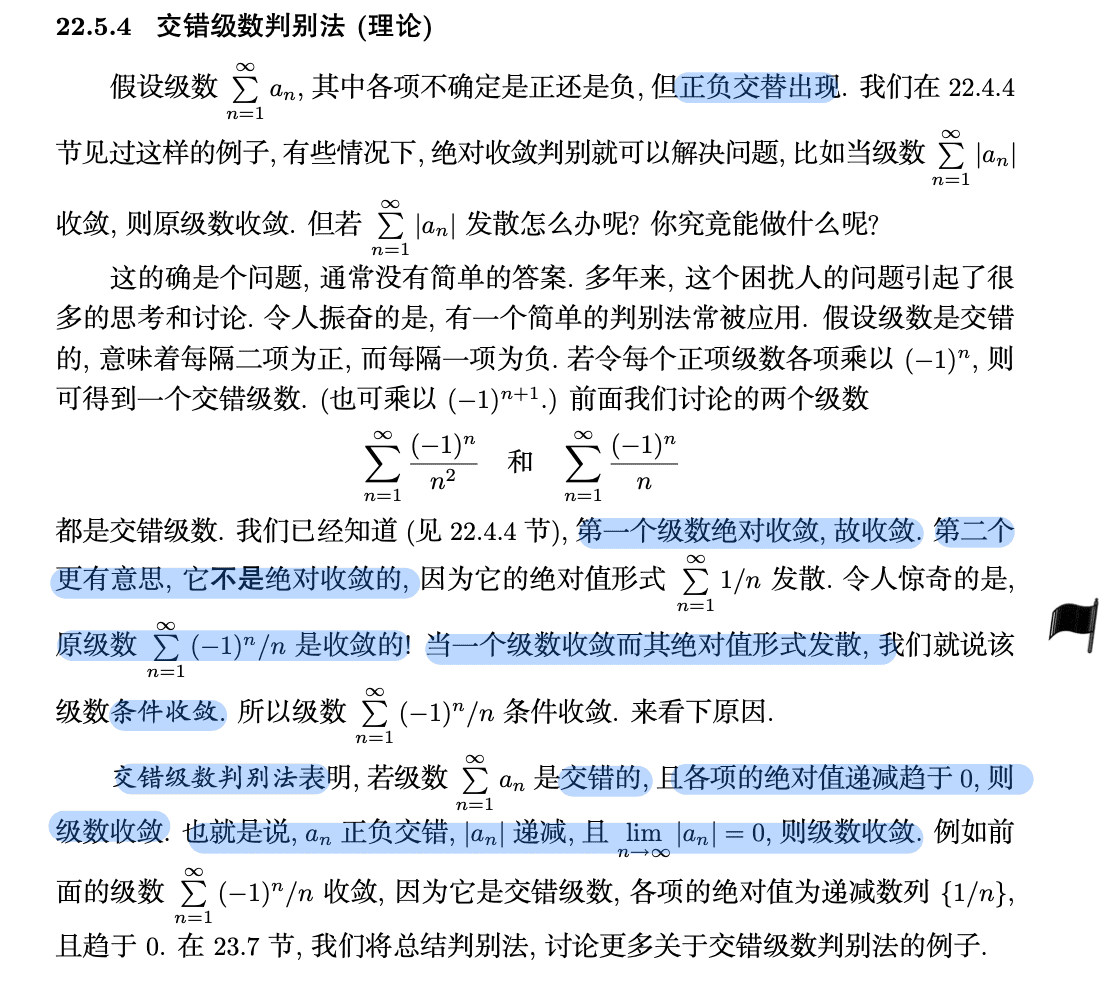 22.5.4 交错级数判别法 (理论)
假设级数 $\sum_{n=1}^{\infty} a_n$, 其中各项不确定是正还是负, 但正负交替出现. 我们在 22.4.4
节见过这样的例子, 有些情况下, 绝对收敛判别就可以解决问题, 比如当级数 $\sum_{n=1}^{\infty} |a_n|$
收敛, 则原级数收敛. 但若 $\sum_{n=1}^{\infty} |a_n|$ 发散怎么办呢? 你究竟能做什么呢?
这的确是个问题, 通常没有简单的答案. 多年来, 这个困扰人的问题引起了很
多的思考和讨论. 令人振奋的是, 有一个简单的判别法常被应用. 假设级数是交错
的, 意味着每隔二项为正, 而每隔一项为负. 若令每个正项级数各项乘以 $(-1)^n$, 则
可得到一个交错级数. (也可乘以 $(-1)^{n+1}$.) 前面我们讨论的两个级数
$\sum_{n=1}^{\infty} \frac{(-1)^n}{n^2}$ 和 $\sum_{n=1}^{\infty} \frac{(-1)^n}{n}$
都是交错级数. 我们已经知道 (见 22.4.4 节), 第一个级数绝对收敛, 故收敛. 第二个
更有意思, 它不是绝对收敛的, 因为它的绝对值形式 $\sum_{n=1}^{\infty} 1/n$ 发散. 令人惊奇的是,
原级数 $\sum_{n=1}^{\infty} (-1)^n/n$ 是收敛的! 当一个级数收敛而其绝对值形式发散, 我们就说该
级数条件收敛. 所以级数 $\sum_{n=1}^{\infty} (-1)^n/n$ 条件收敛. 来看下原因.
交错级数判别法表明, 若级数 $\sum_{n=1}^{\infty} a_n$ 是交错的, 且各项的绝对值递减趋于 0, 则
级数收敛. 也就是说, $a_n$ 正负交错, $|a_n|$ 递减, 且 $\lim_{n\to\infty} |a_n| = 0$, 则级数收敛. 例如前
面的级数 $\sum_{n=1}^{\infty} (-1)^n/n$ 收敛, 因为它是交错级数, 各项的绝对值为递减数列 {1/n},
且趋于 0. 在 23.7 节, 我们将总结判别法, 讨论更多关于交错级数判别法的例子.